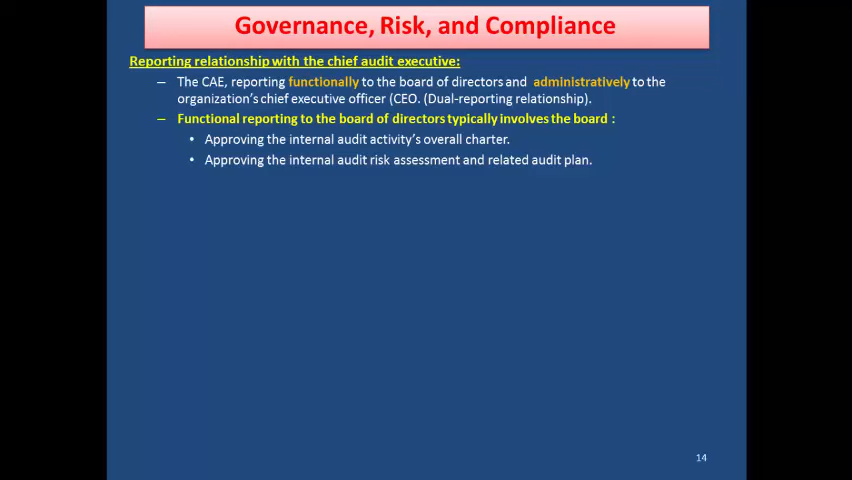 Governance, Risk, and Compliance
Reporting relationship with the chief audit executive:
– The CAE, reporting functionally to the board of directors and administratively to the
organization's chief executive officer (CEO. (Dual-reporting relationship).
– Functional reporting to the board of directors typically involves the board :
• Approving the internal audit activity's overall charter.
• Approving the internal audit risk assessment and related audit plan.
14